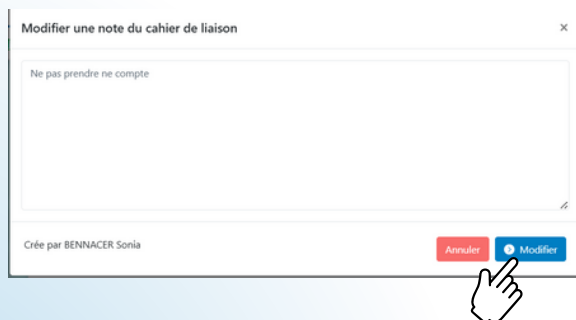 Modifier une note du cahier de liaison ×
Ne pas prendre ne compte
Crée par BENNACER Sonia
Annuler
Modifier